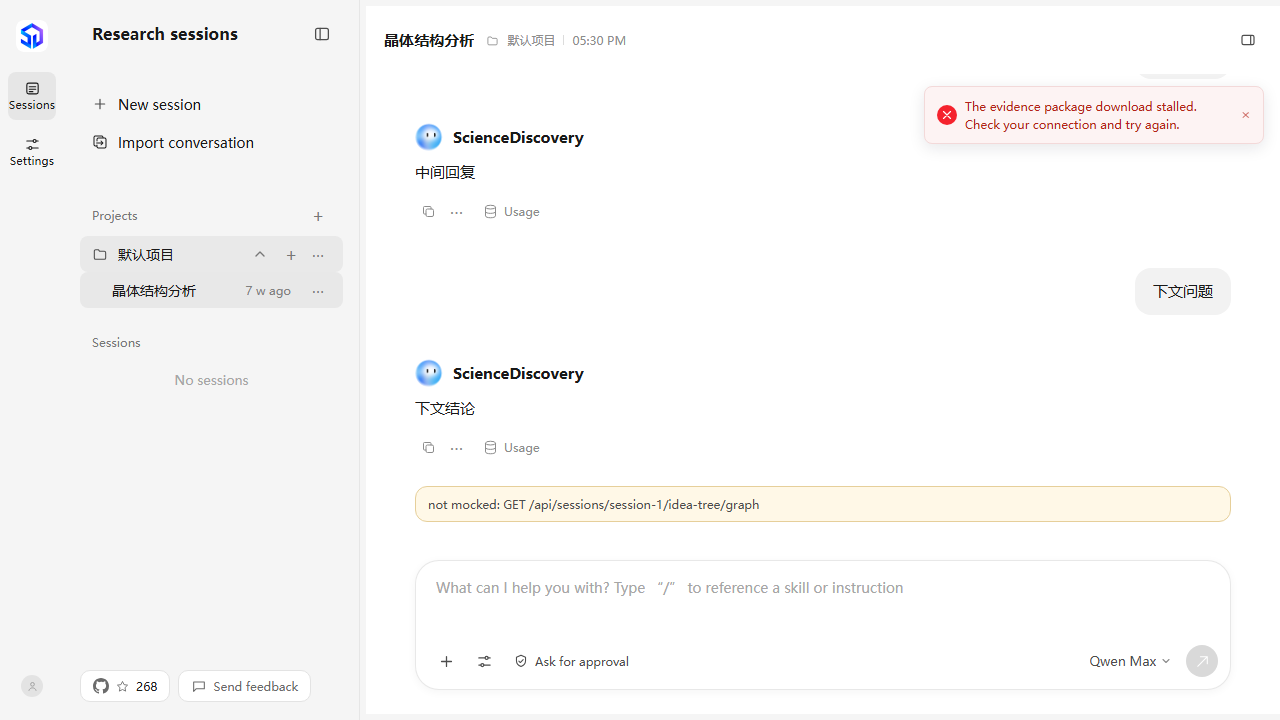 Research sessions
Sessions
Settings
New session
Import conversation
Projects
默认项目
晶体结构分析
7 w ago
Sessions
No sessions
268
Send feedback
晶体结构分析
默认项目
05:30 PM
The evidence package download stalled.
Check your connection and try again.
ScienceDiscovery
中间回复
Usage
下文问题
ScienceDiscovery
下文结论
Usage
not mocked: GET /api/sessions/session-1/idea-tree/graph
What can I help you with? Type “/” to reference a skill or instruction
Ask for approval
Qwen Max